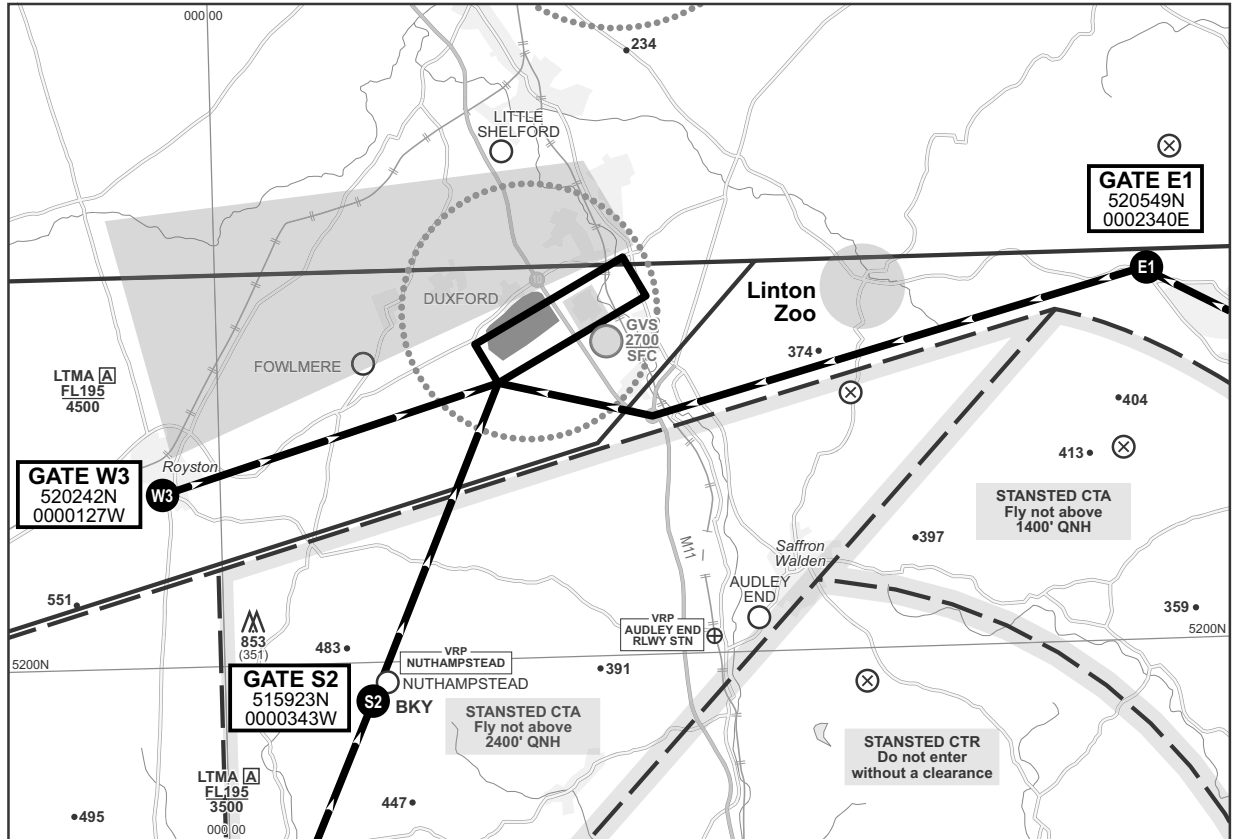 000 00
234
LITTLE
SHELFORD
GATE E1
520549N
0002340E
E1
DUXFORD
Linton
Zoo
GVS
2700
SFC
374
FOWLMERE
LTMA A
FL195
4500
404
413
Royston
GATE W3
520242N
0000127W
W3
STANSTED CTA
Fly not above
1400' QNH
397
M11
Saffron
Walden
AUDLEY
END
551
359
853
(351)
VRP
AUDLEY END
RLWY STN
5200N
5200N
483
VRP
NUTHAMPSTEAD
391
GATE S2
515923N
0000343W
NUTHAMPSTEAD
S2
BKY
STANSTED CTA
Fly not above
2400' QNH
STANSTED CTR
Do not enter
without a clearance
LTMA A
FL195
3500
447
495
000 00